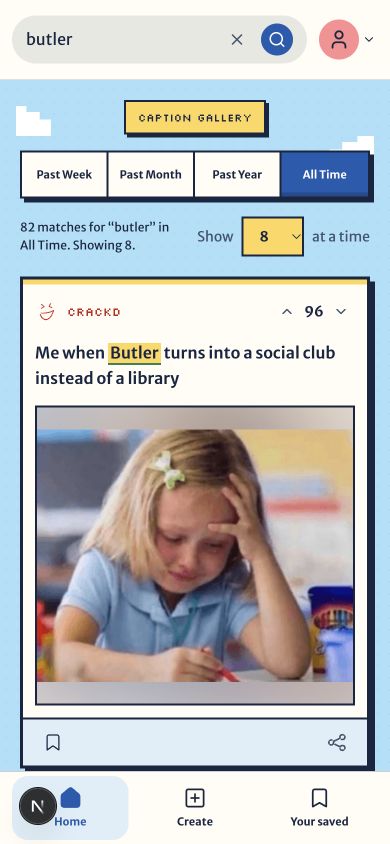 butler
CAPTION GALLERY
Past Week
Past Month
Past Year
All Time
82 matches for “butler” in
All Time. Showing 8.
Show 8 at a time
CRACKD
96
Me when Butler turns into a social club
instead of a library
N
Home
Create
Your saved